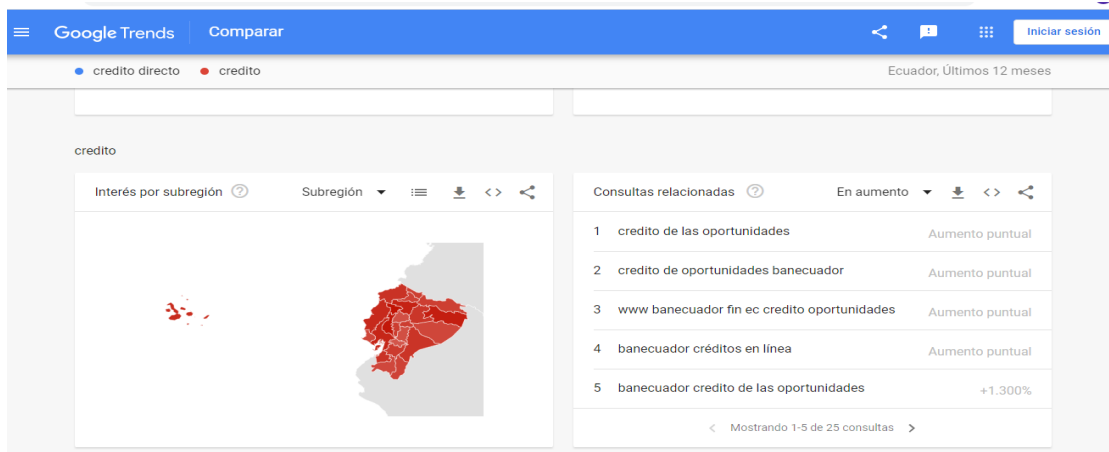 Google Trends Comparar Iniciar sesión
credito directo credito Ecuador, Últimos 12 meses
credito
Interés por subregión Subregión
Consultas relacionadas En aumento
1 credito de las oportunidades Aumento puntual
2 credito de oportunidades banecuador Aumento puntual
3 www banecuador fin ec credito oportunidades Aumento puntual
4 banecuador créditos en línea Aumento puntual
5 banecuador credito de las oportunidades +1.300%
Mostrando 1-5 de 25 consultas